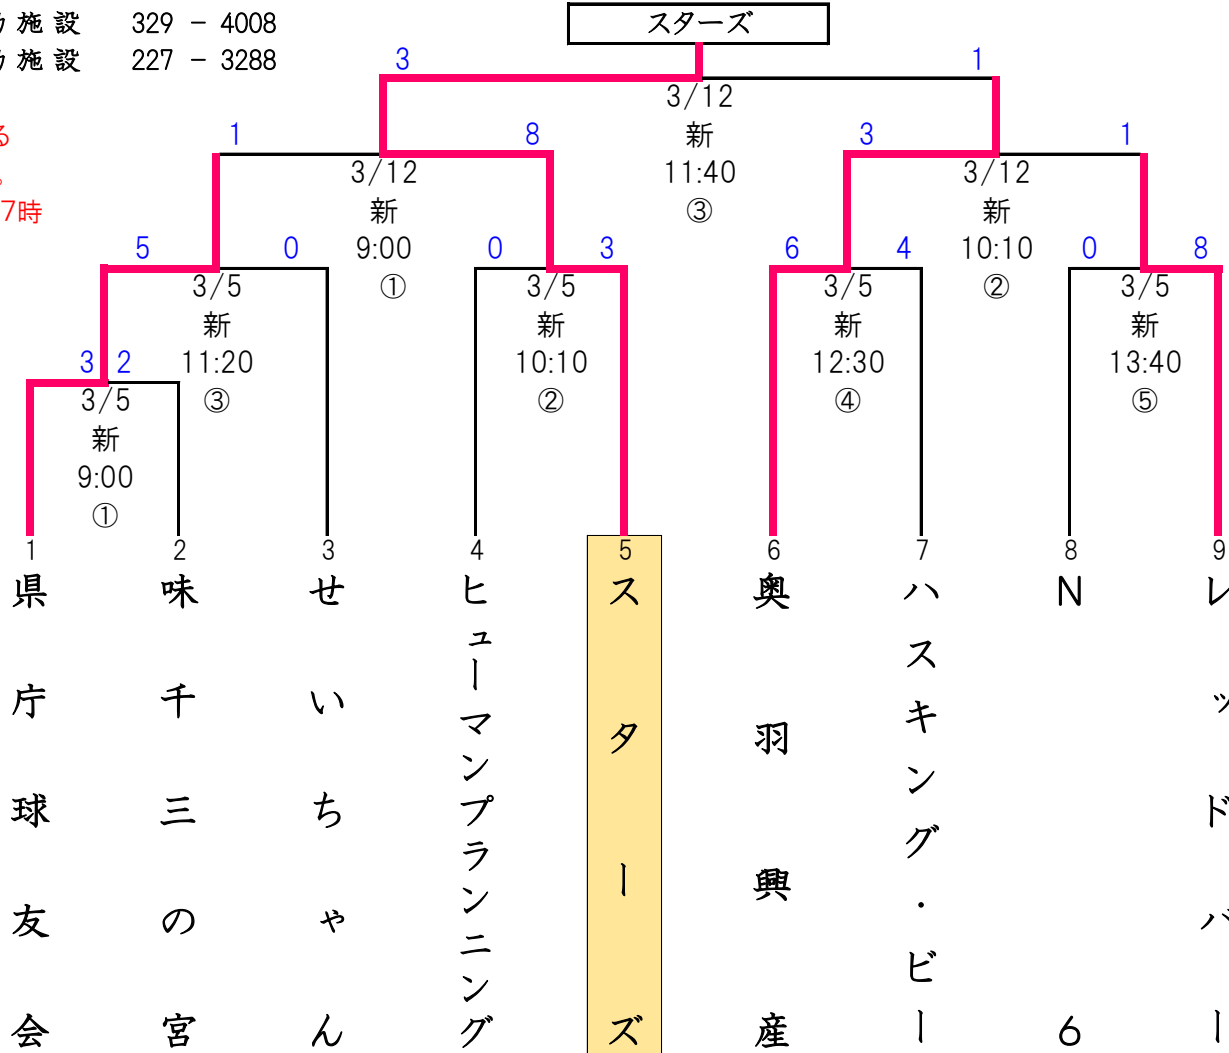 施設 329 － 4008
施設 227 － 3288
スターズ
3 1
3/12
新
11:40
③
る
。
7時
1 8
3/12
新
9:00
①
3 1
3/12
新
10:10
②
5 0
3/5
新
11:20
③
0 3
3/5
新
10:10
②
6 4
3/5
新
12:30
④
0 8
3/5
新
13:40
⑤
3 2
3/5
新
9:00
①
1 2 3 4 5 6 7 8 9
県庁球友会
味千三の宮
せいちゃん
ヒューマンプランニング
スターズ
奥羽興産
ハスキング・ビー
N6
レッドバー